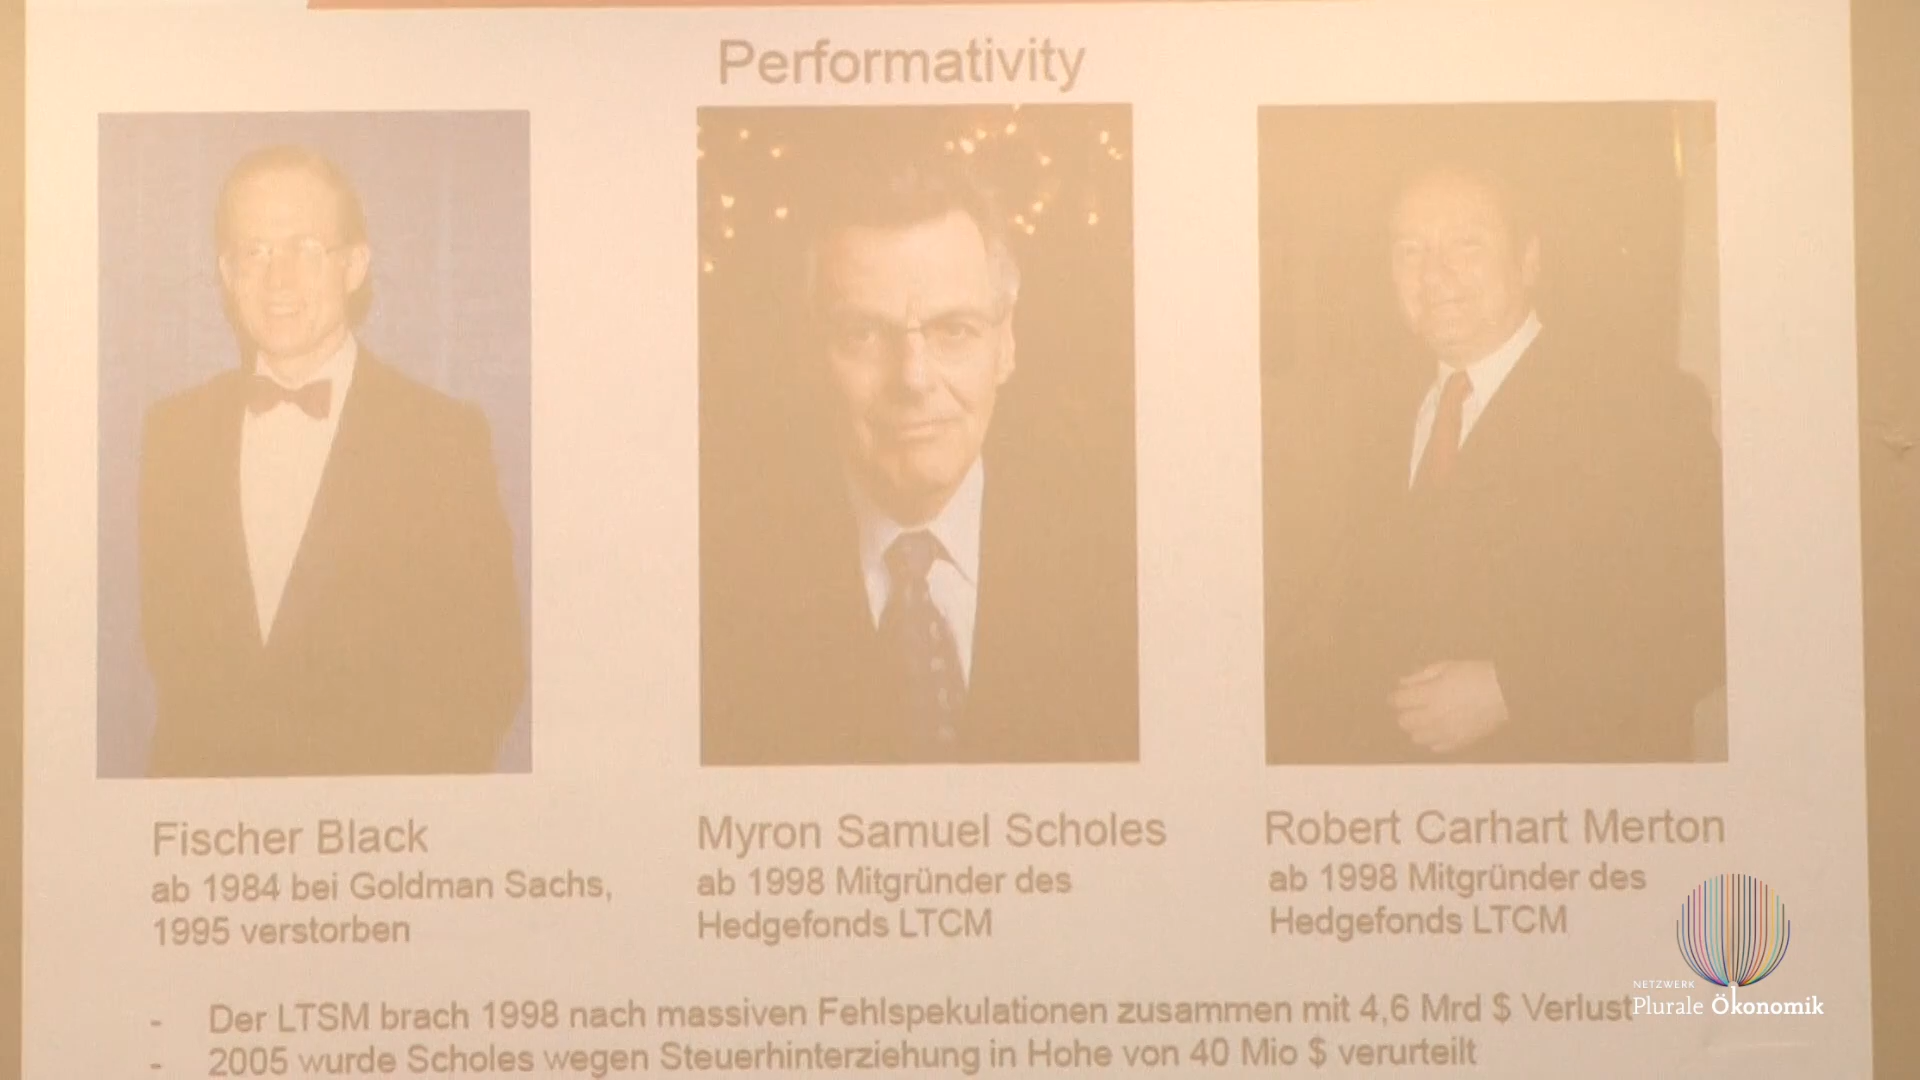 Performativity
Fischer Black
ab 1984 bei Goldman Sachs,
1995 verstorben
Myron Samuel Scholes
ab 1998 Mitgründer des
Hedgefonds LTCM
Robert Carhart Merton
ab 1998 Mitgründer des
Hedgefonds LTCM
- Der LTSM brach 1998 nach massiven Fehlspekulationen zusammen mit 4,6 Mrd $ Verlust
- 2005 wurde Scholes wegen Steuerhinterziehung in Hohe von 40 Mio $ verurteilt
NETZWERK
Plurale Ökonomik